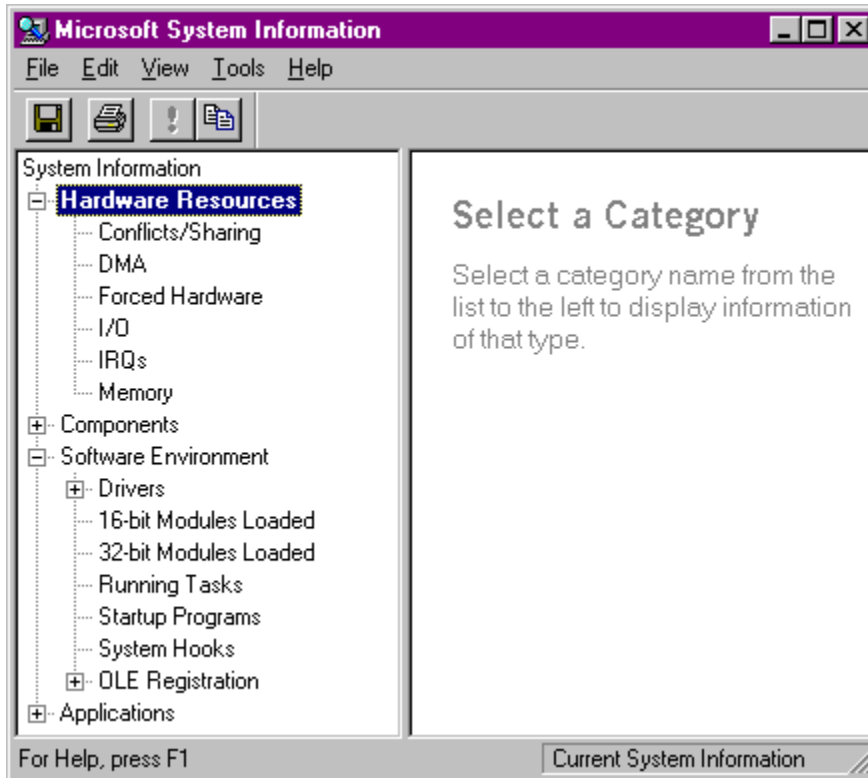 Microsoft System Information
File Edit View Tools Help
System Information
Hardware Resources
Conflicts/Sharing
DMA
Forced Hardware
I/O
IRQs
Memory
Components
Software Environment
Drivers
16-bit Modules Loaded
32-bit Modules Loaded
Running Tasks
Startup Programs
System Hooks
OLE Registration
Applications
Select a Category
Select a category name from the
list to the left to display information
of that type.
For Help, press F1
Current System Information